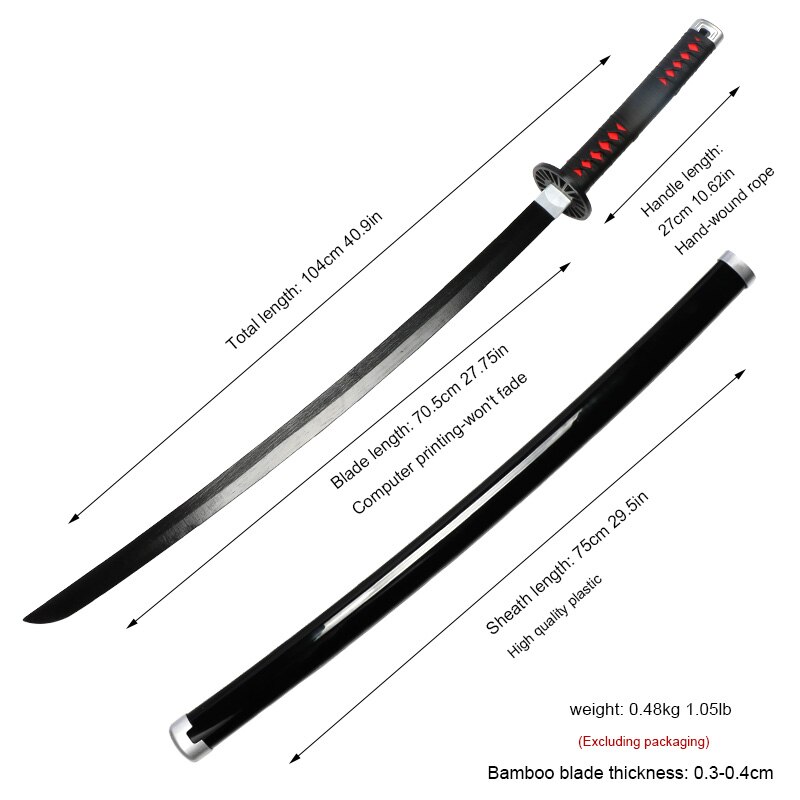 Total length: 104cm 40.9in
Handle length:
27cm 10.62in
Hand-wound rope
Blade length: 70.5cm 27.75in
Computer printing-won't fade
Sheath length: 75cm 29.5in
High quality plastic
weight: 0.48kg 1.05lb
(Excluding packaging)
Bamboo blade thickness: 0.3-0.4cm